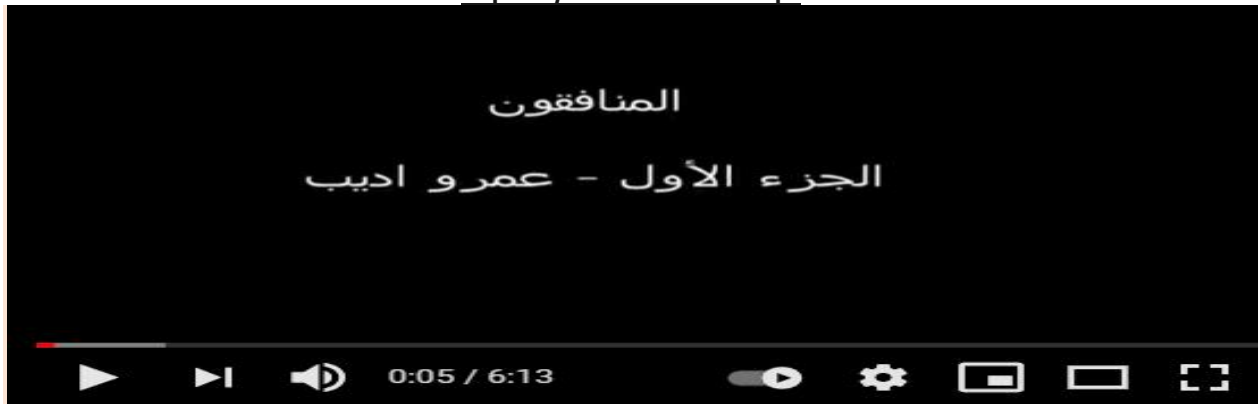 المنافقون
الجزء الأول - عمرو اديب
0:05 / 6:13